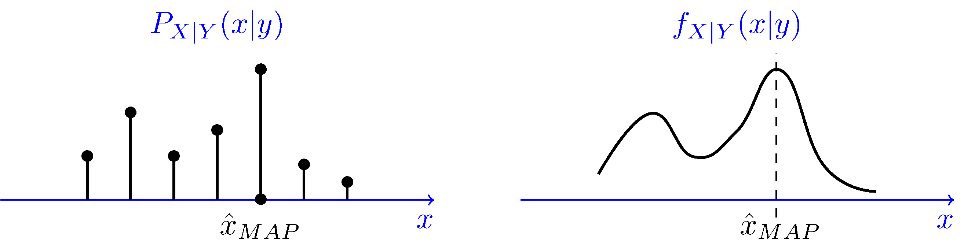 P_{X|Y}(x|y)
f_{X|Y}(x|y)
x̂_{MAP}
x
x̂_{MAP}
x